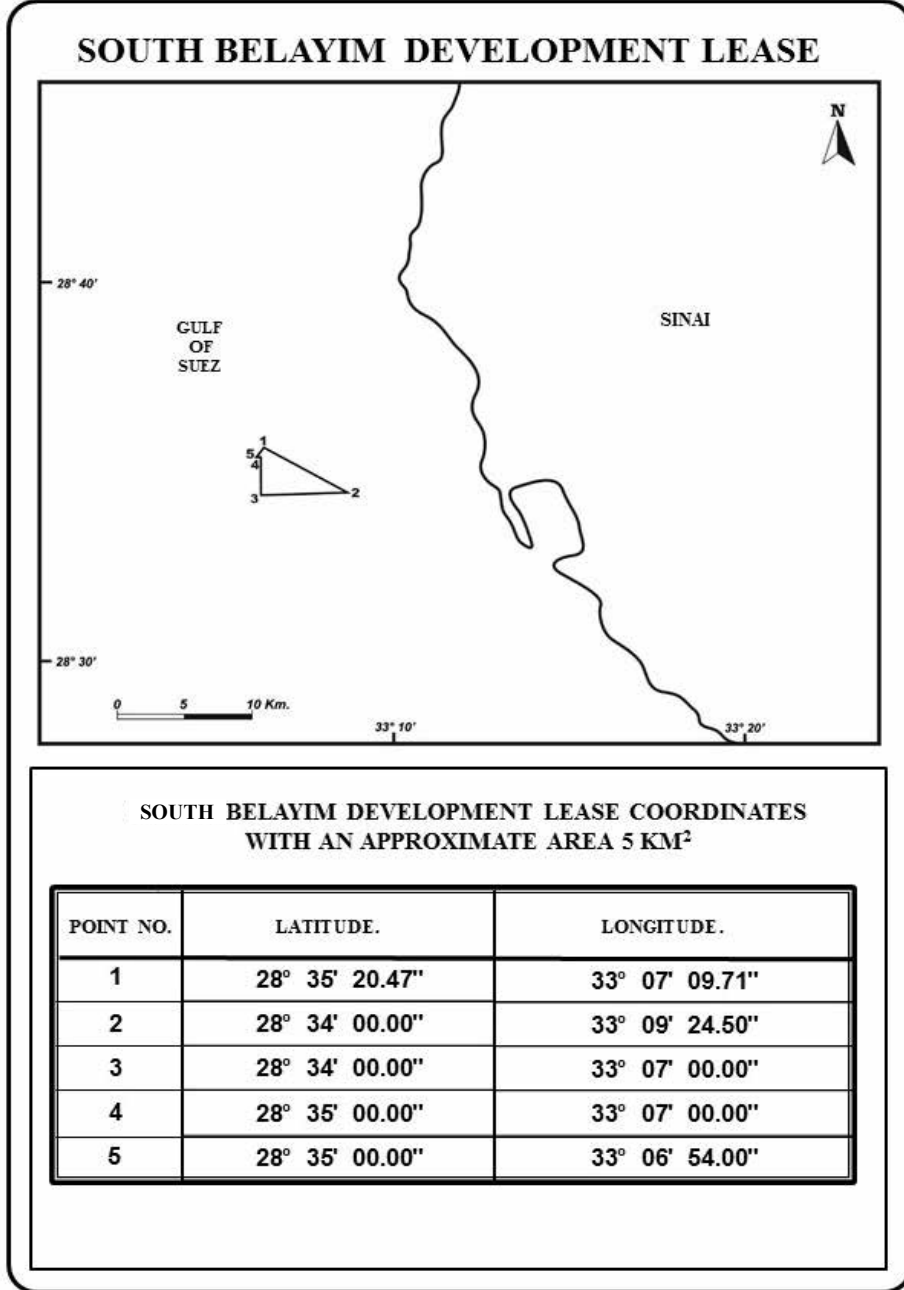 SOUTH BELAYIM DEVELOPMENT LEASE
N
28° 40'
GULF
OF
SUEZ
SINAI
1
5
4
3
2
28° 30'
0 5 10 Km.
33° 10'
33° 20'
SOUTH BELAYIM DEVELOPMENT LEASE COORDINATES
WITH AN APPROXIMATE AREA 5 KM²
POINT NO. LATITUDE. LONGITUDE.
1 28° 35' 20.47" 33° 07' 09.71"
2 28° 34' 00.00" 33° 09' 24.50"
3 28° 34' 00.00" 33° 07' 00.00"
4 28° 35' 00.00" 33° 07' 00.00"
5 28° 35' 00.00" 33° 06' 54.00"